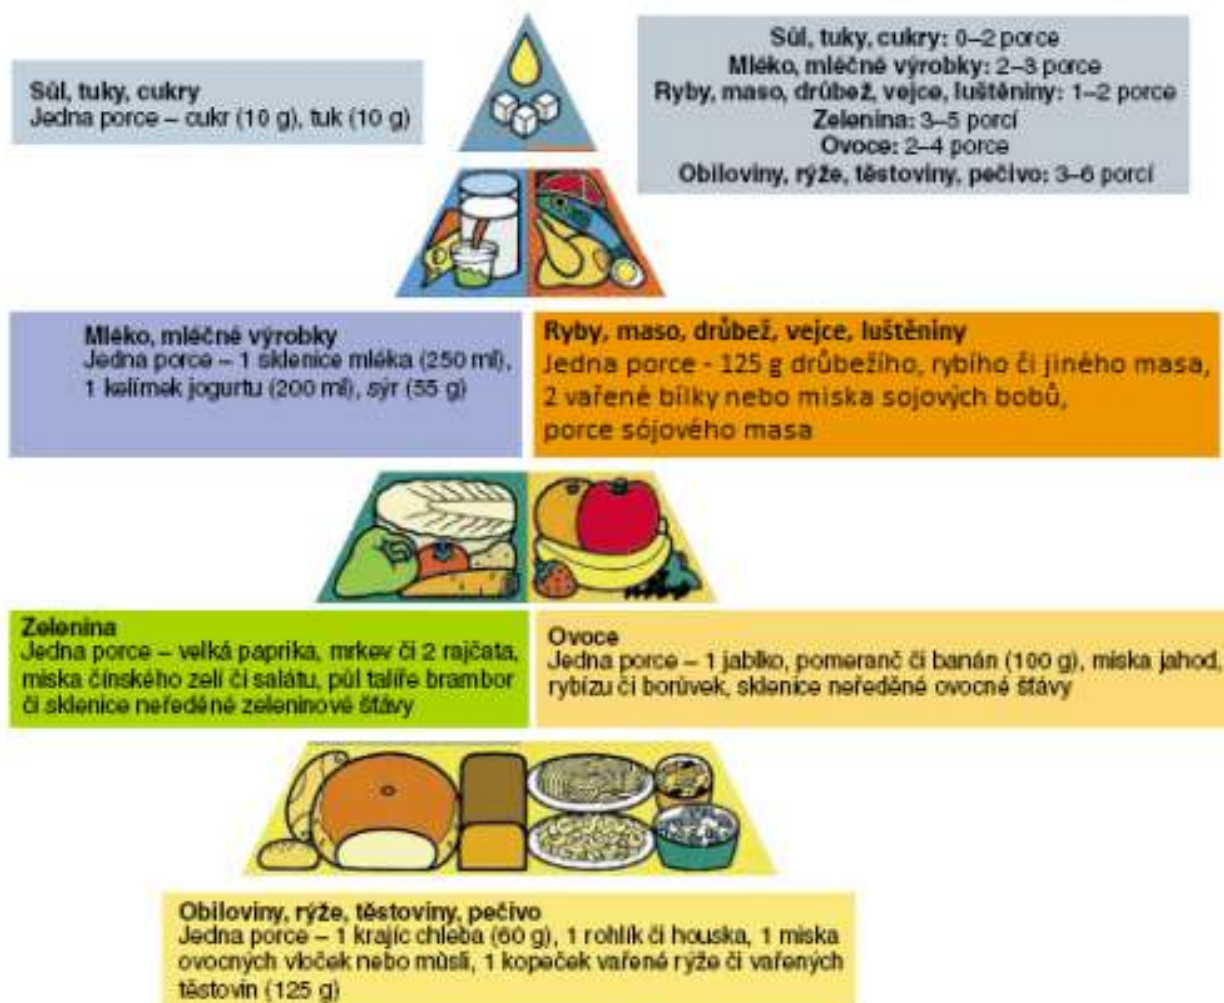 Sůl, tuky, cukry
Jedna porce – cukr (10 g), tuk (10 g)
Sůl, tuky, cukry: 0–2 porce
Mléko, mléčné výrobky: 2–3 porce
Ryby, maso, drůbež, vejce, luštěniny: 1–2 porce
Zelenina: 3–5 porcí
Ovoce: 2–4 porce
Obiloviny, rýže, těstoviny, pečivo: 3–6 porcí
Mléko, mléčné výrobky
Jedna porce – 1 sklenice mléka (250 ml),
1 kelímek jogurtu (200 ml), sýr (55 g)
Ryby, maso, drůbež, vejce, luštěniny
Jedna porce - 125 g drůbežího, rybího či jiného masa,
2 vařené bílky nebo miska sojových bobů,
porce sójového masa
Zelenina
Jedna porce – velká paprika, mrkev či 2 rajčata,
miska čínského zelí či salátu, půl talíře brambor
či sklenice neředěné zeleninové šťávy
Ovoce
Jedna porce – 1 jablko, pomeranč či banán (100 g), miska jahod,
rybízu či borůvek, sklenice neředěné ovocné šťávy
Obiloviny, rýže, těstoviny, pečivo
Jedna porce – 1 krajíc chleba (60 g), 1 rohlík či houska, 1 miska
ovocných vloček nebo müsli, 1 kopeček vařené rýže či vařených
těstovin (125 g)